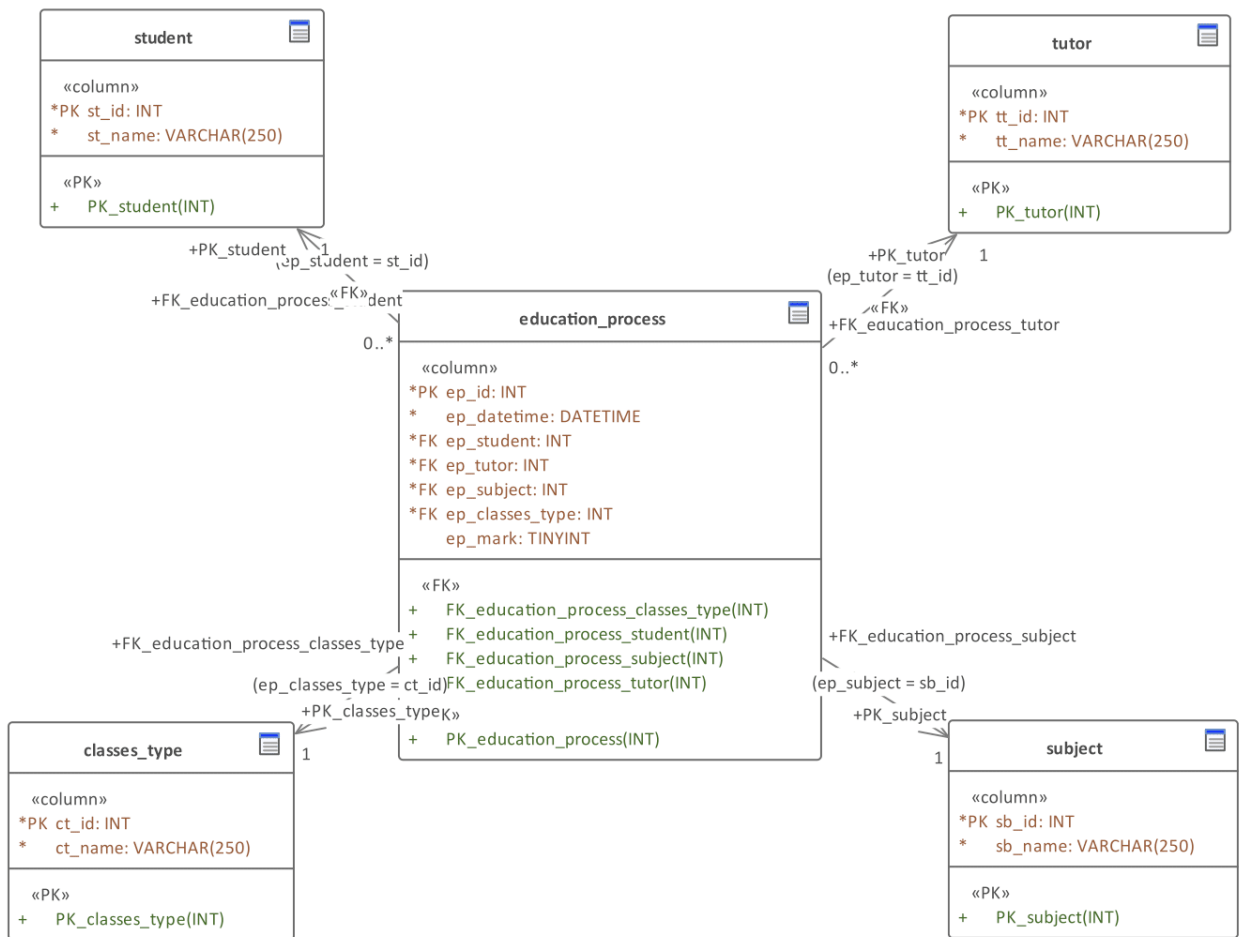 student
«column»
*PK st_id: INT
* st_name: VARCHAR(250)
«PK»
+ PK_student(INT)
tutor
«column»
*PK tt_id: INT
* tt_name: VARCHAR(250)
«PK»
+ PK_tutor(INT)
+PK_student 1
(ep_student = st_id)
«FK»
+FK_education_process_student
0..*
+PK_tutor 1
(ep_tutor = tt_id)
«FK»
+FK_education_process_tutor
0..*
education_process
«column»
*PK ep_id: INT
* ep_datetime: DATETIME
*FK ep_student: INT
*FK ep_tutor: INT
*FK ep_subject: INT
*FK ep_classes_type: INT
ep_mark: TINYINT
«FK»
+ FK_education_process_classes_type(INT)
+ FK_education_process_student(INT)
+ FK_education_process_subject(INT)
FK_education_process_tutor(INT)
K»
+ PK_education_process(INT)
+FK_education_process_classes_type
(ep_classes_type = ct_id)
+PK_classes_type
1
+FK_education_process_subject
(ep_subject = sb_id)
+PK_subject
1
classes_type
«column»
*PK ct_id: INT
* ct_name: VARCHAR(250)
«PK»
+ PK_classes_type(INT)
subject
«column»
*PK sb_id: INT
* sb_name: VARCHAR(250)
«PK»
+ PK_subject(INT)